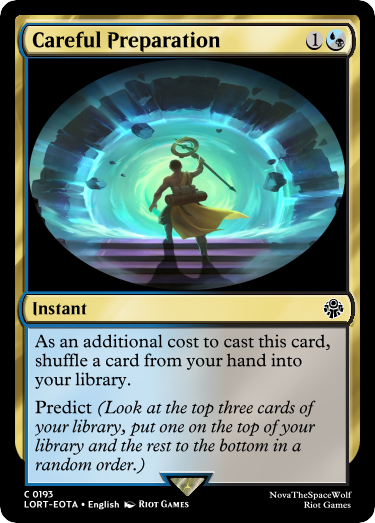 Careful Preparation 1
Instant
As an additional cost to cast this card,
shuffle a card from your hand into
your library.
Predict (Look at the top three cards of
your library, put one on the top of your
library and the rest to the bottom in a
random order.)
C 0193
LORT-EOTA • English RIOT GAMES
NovaTheSpaceWolf
Riot Games